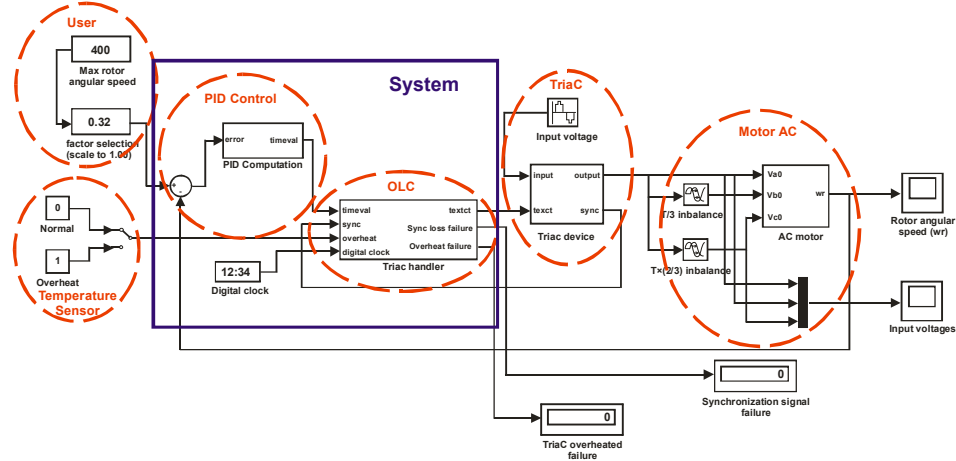 User
400
Max rotor
angular speed
0.32
factor selection
(scale to 1.00)
System
PID Control
error
timeval
PID Computation
+
-
OLC
timeval
sync
overheat
digital clock
textct
Sync loss failure
Overheat failure
Triac handler
0
Normal
1
Overheat
Temperature
Sensor
12:34
Digital clock
TriaC
Input voltage
input
output
texct
sync
Triac device
Motor AC
T/3 inbalance
T×(2/3) inbalance
Va0
Vb0
Vc0
wr
AC motor
Rotor angular
speed (wr)
Input voltages
0
Synchronization signal
failure
0
TriaC overheated
failure